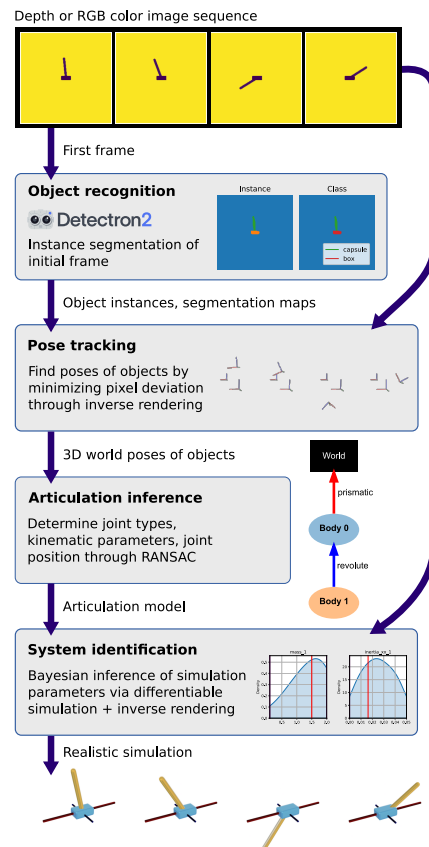 Depth or RGB color image sequence
First frame
Object recognition
Detectron2
Instance segmentation of
initial frame
Instance
Class
capsule
box
Object instances, segmentation maps
Pose tracking
Find poses of objects by
minimizing pixel deviation
through inverse rendering
3D world poses of objects
World
prismatic
Body 0
revolute
Body 1
Articulation inference
Determine joint types,
kinematic parameters, joint
position through RANSAC
Articulation model
System identification
Bayesian inference of simulation
parameters via differentiable
simulation + inverse rendering
mass_1
Density
Density
Realistic simulation